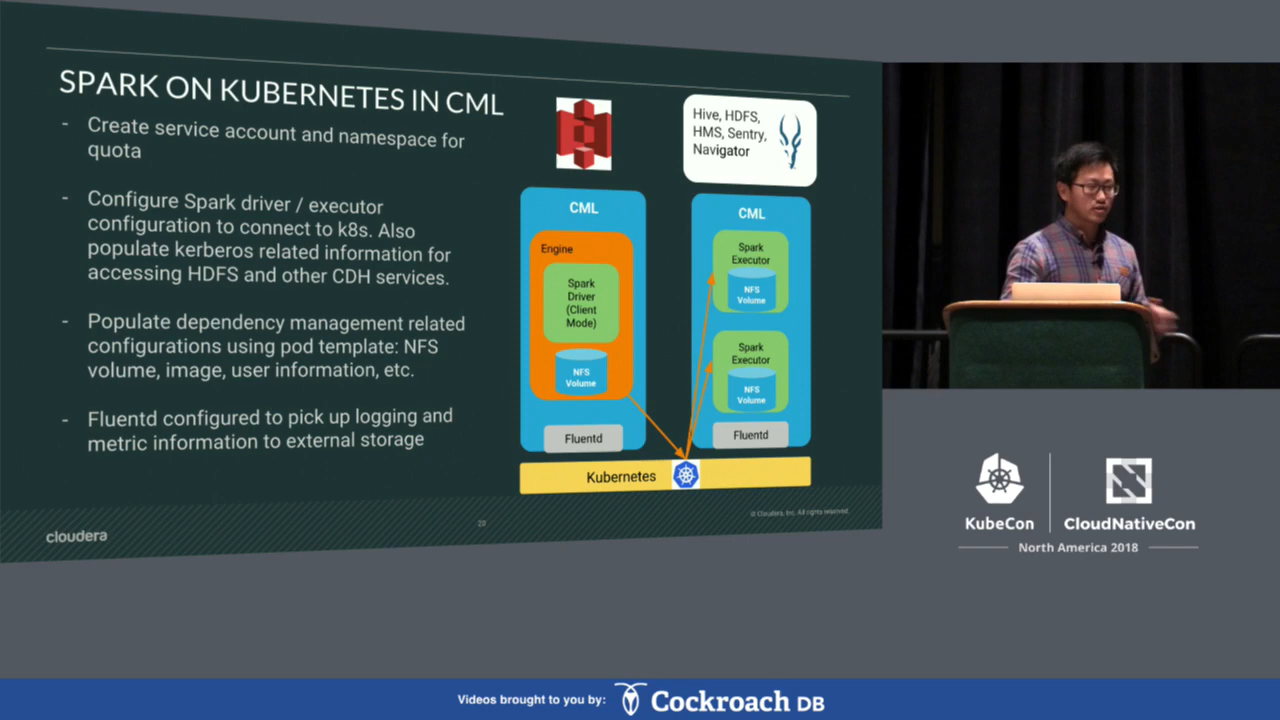 SPARK ON KUBERNETES IN CML
- Create service account and namespace for
quota
- Configure Spark driver / executor
configuration to connect to k8s. Also
populate kerberos related information for
accessing HDFS and other CDH services.
- Populate dependency management related
configurations using pod template: NFS
volume, image, user information, etc.
- Fluentd configured to pick up logging and
metric information to external storage
Hive, HDFS,
HMS, Sentry,
Navigator
CML
Engine
Spark
Driver
(Client
Mode)
NFS
Volume
Fluentd
CML
Spark
Executor
NFS
Volume
Spark
Executor
NFS
Volume
Fluentd
Kubernetes
cloudera
20
© Cloudera, Inc. All rights reserved.
KubeCon
CloudNativeCon
North America 2018
Videos brought to you by:
Cockroach DB